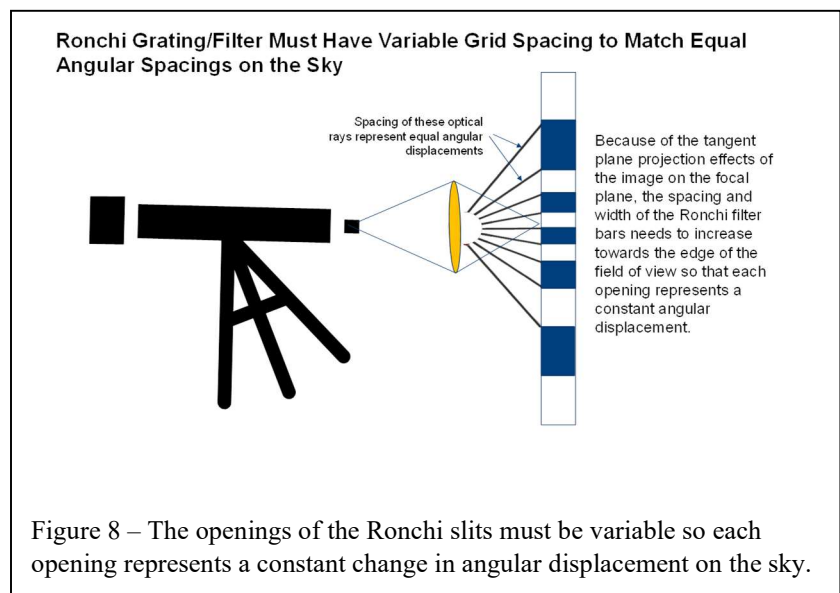 Ronchi Grating/Filter Must Have Variable Grid Spacing to Match Equal
Angular Spacings on the Sky
Spacing of these optical
rays represent equal angular
displacements
Because of the tangent
plane projection effects of
the image on the focal
plane, the spacing and
width of the Ronchi filter
bars needs to increase
towards the edge of the
field of view so that each
opening represents a
constant angular
displacement.
Figure 8 – The openings of the Ronchi slits must be variable so each
opening represents a constant change in angular displacement on the sky.